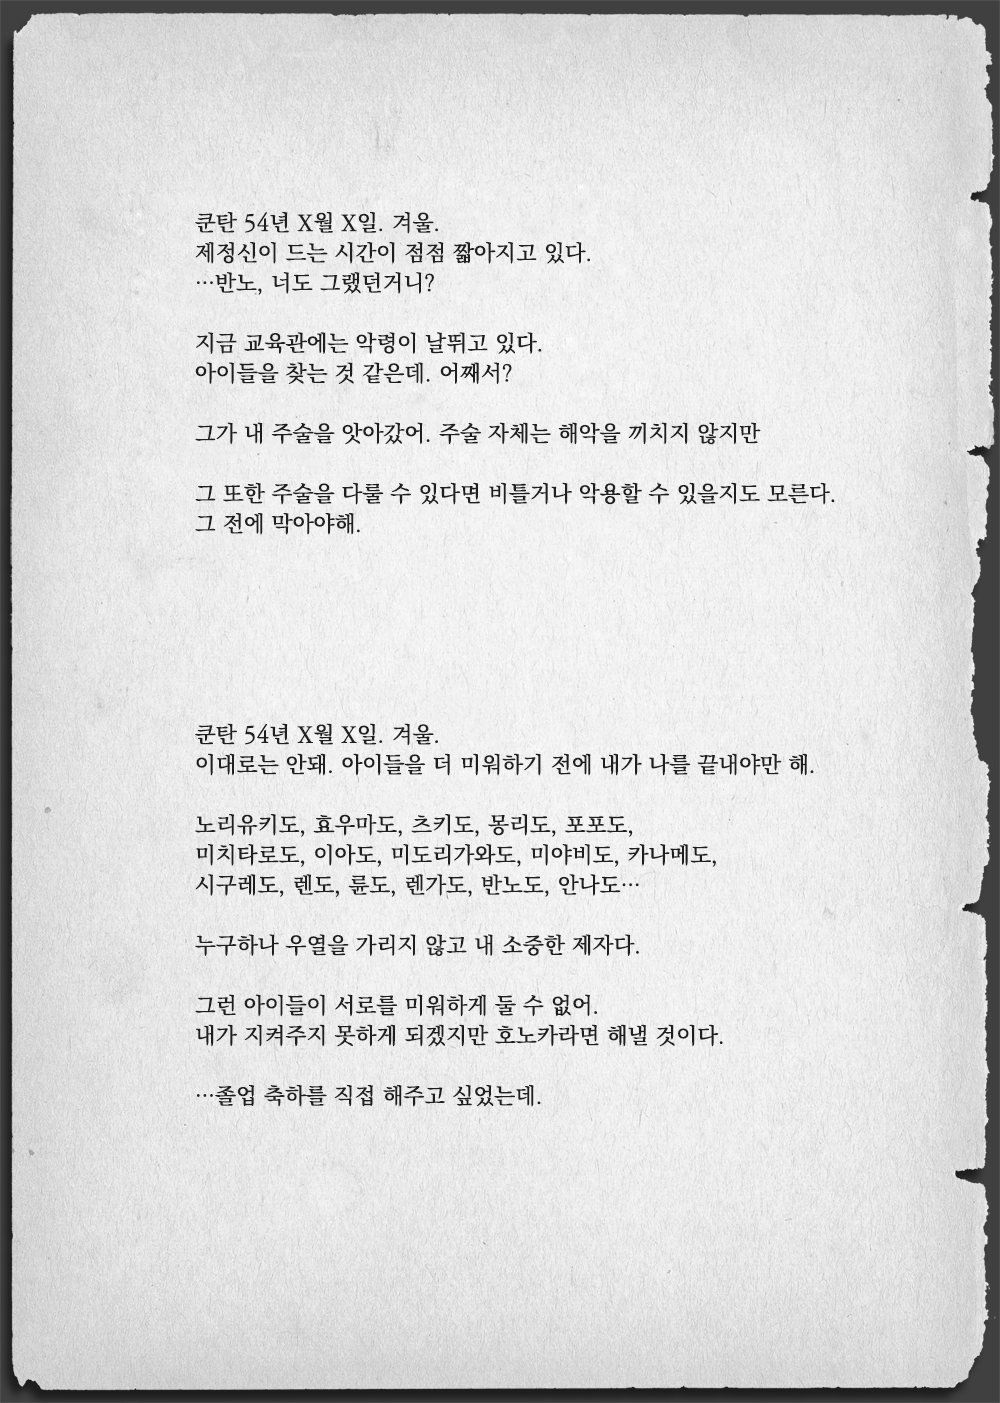 쿤탄 54년 X월 X일. 겨울.
제정신이 드는 시간이 점점 짧아지고 있다.
…반노, 너도 그랬던거니?
지금 교육관에는 악령이 날뛰고 있다.
아이들을 찾는 것 같은데. 어째서?
그가 내 주술을 앗아갔어. 주술 자체는 해악을 끼치지 않지만
그 또한 주술을 다룰 수 있다면 비틀거나 악용할 수 있을지도 모른다.
그 전에 막아야해.
쿤탄 54년 X월 X일. 겨울.
이대로는 안돼. 아이들을 더 미워하기 전에 내가 나를 끝내야만 해.
노리유키도, 효우마도, 츠키도, 몽리도, 포포도,
미치타로도, 이아도, 미도리가와도, 미야비도, 카나메도,
시구레도, 렌도, 륜도, 렌가도, 반노도, 안나도…
누구하나 우열을 가리지 않고 내 소중한 제자다.
그런 아이들이 서로를 미워하게 둘 수 없어.
내가 지켜주지 못하게 되겠지만 호노카라면 해낼 것이다.
…졸업 축하를 직접 해주고 싶었는데.